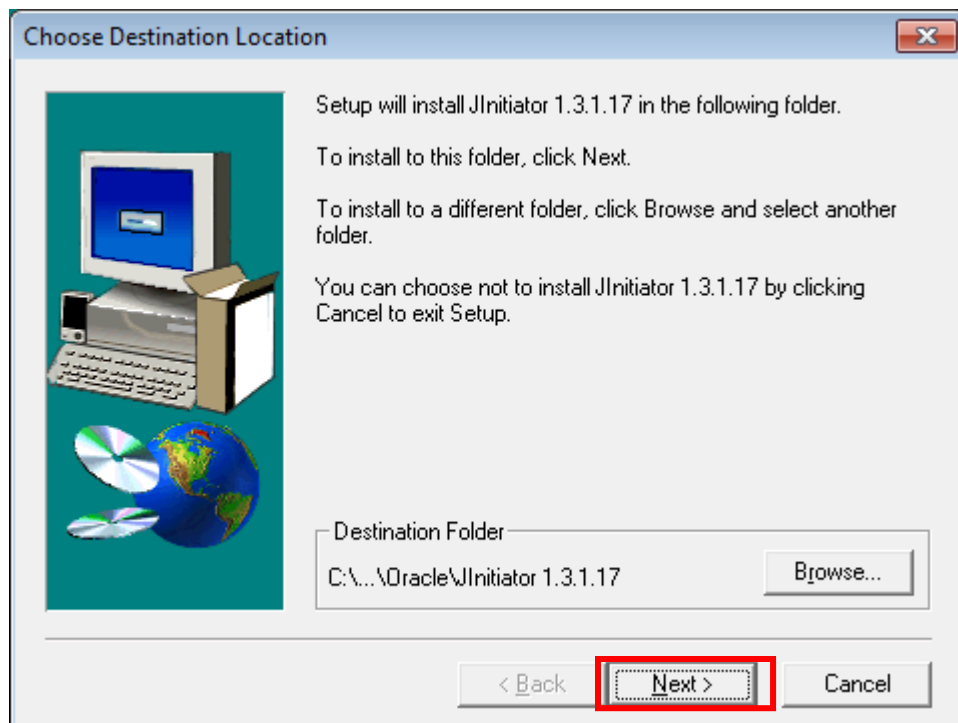 Choose Destination Location
Setup will install JInitiator 1.3.1.17 in the following folder.
To install to this folder, click Next.
To install to a different folder, click Browse and select another
folder.
You can choose not to install JInitiator 1.3.1.17 by clicking
Cancel to exit Setup.
Destination Folder
C:\...\Oracle\JInitiator 1.3.1.17
Browse...
< Back
Next >
Cancel